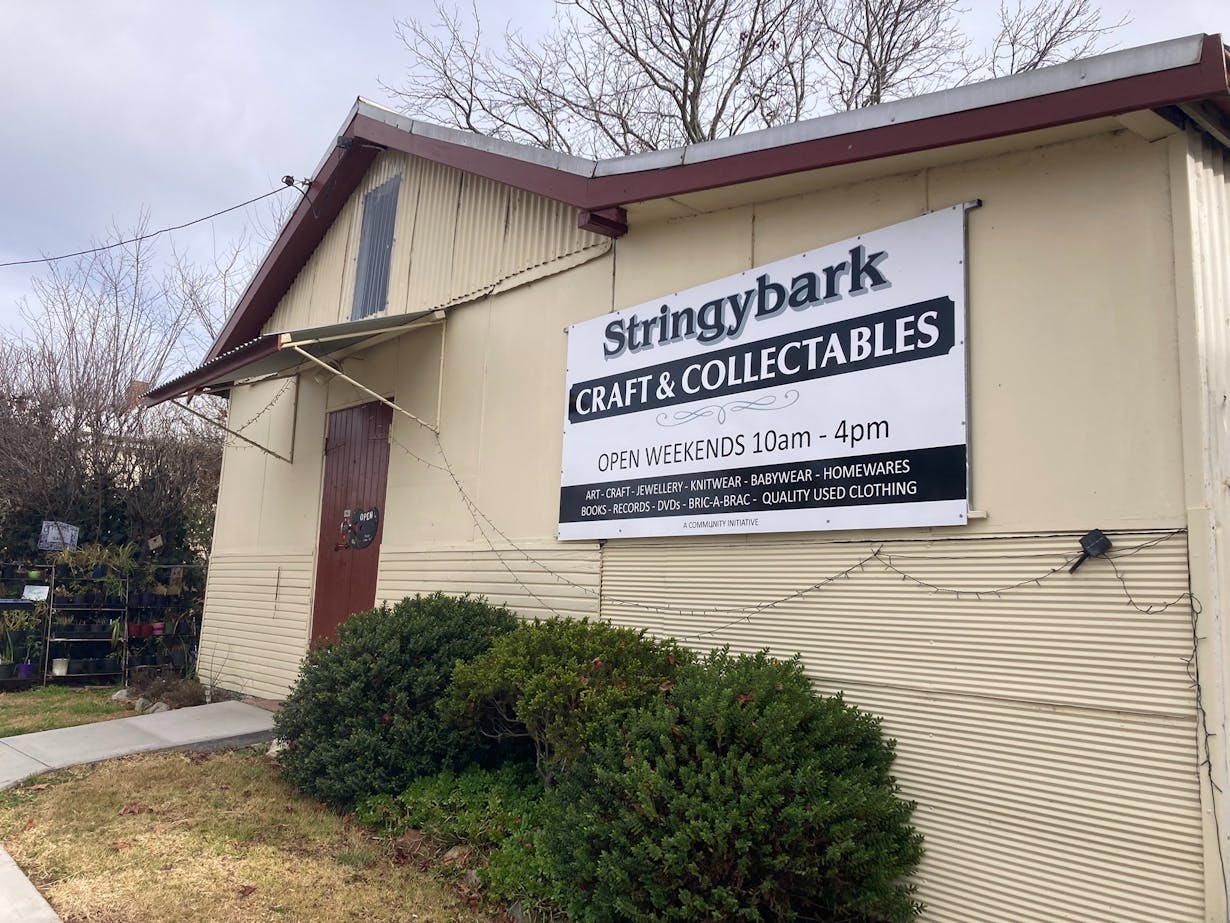 Stringybark
CRAFT & COLLECTABLES
OPEN WEEKENDS 10am - 4pm
ART - CRAFT - JEWELLERY - KNITWEAR - BABYWEAR - HOMEWARES
BOOKS - RECORDS - DVDs - BRIC-A-BRAC - QUALITY USED CLOTHING
A COMMUNITY INITIATIVE
OPEN